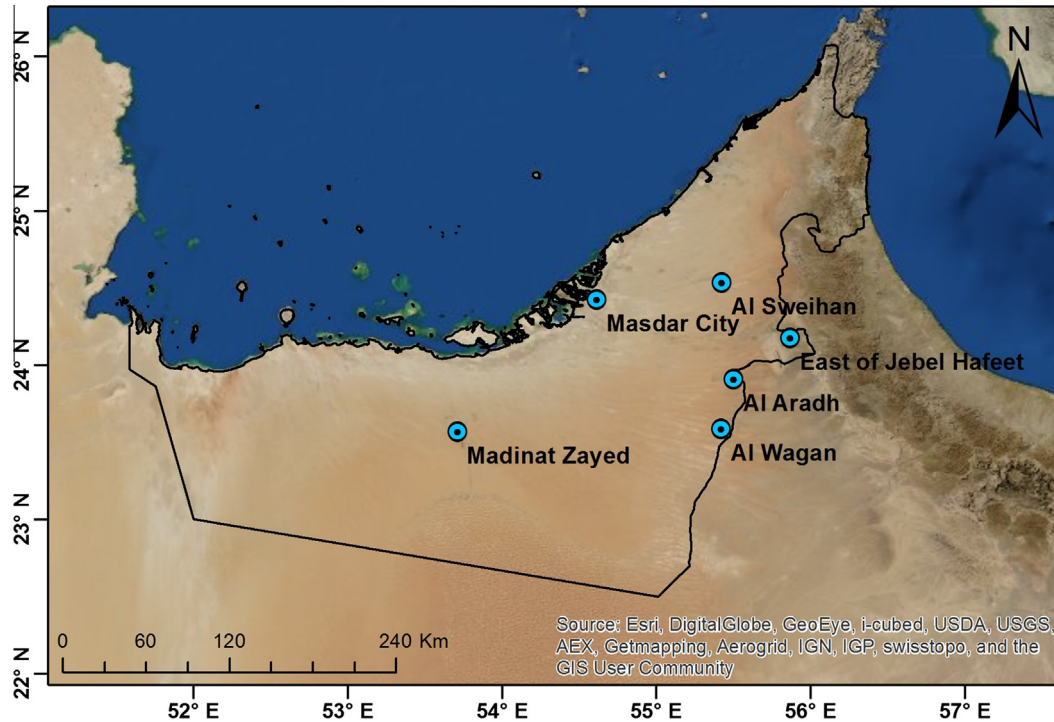 26° N
25° N
24° N
23° N
22° N
N
Al Sweihan
Masdar City
East of Jebel Hafeet
Al Aradh
Al Wagan
Madinat Zayed
0 60 120 240 Km
Source: Esri, DigitalGlobe, GeoEye, i-cubed, USDA, USGS,
AEX, Getmapping, Aerogrid, IGN, IGP, swisstopo, and the
GIS User Community
52° E 53° E 54° E 55° E 56° E 57° E